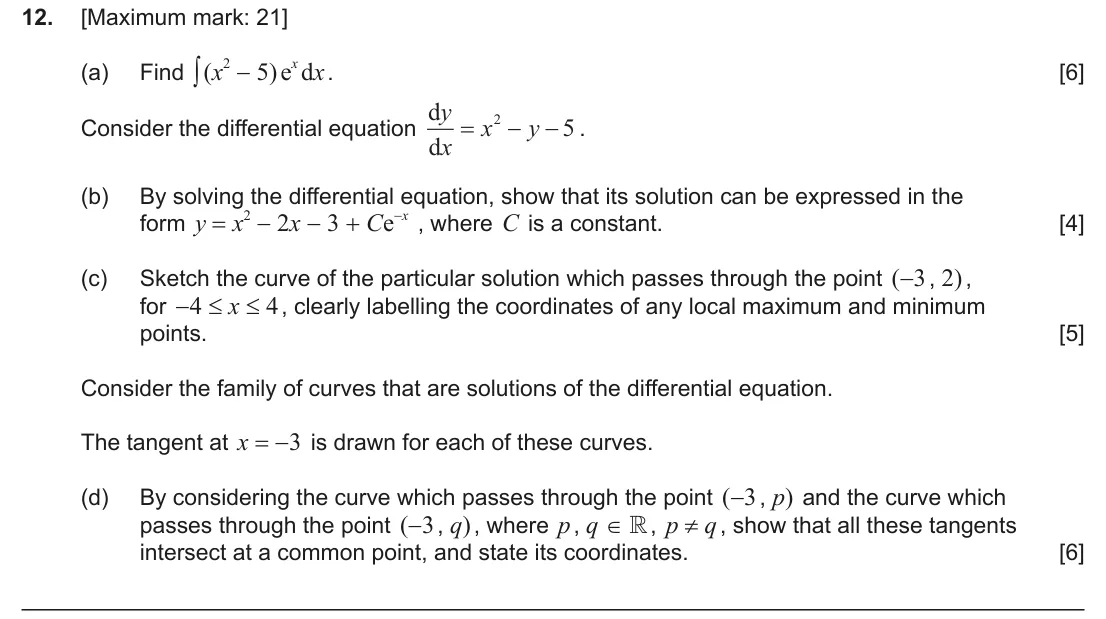 12. [Maximum mark: 21]
(a) Find ∫(x² − 5)eˣ dx. [6]
Consider the differential equation dy/dx = x² − y − 5.
(b) By solving the differential equation, show that its solution can be expressed in the
form y = x² − 2x − 3 + Ce⁻ˣ, where C is a constant. [4]
(c) Sketch the curve of the particular solution which passes through the point (−3, 2),
for −4 ≤ x ≤ 4, clearly labelling the coordinates of any local maximum and minimum
points. [5]
Consider the family of curves that are solutions of the differential equation.
The tangent at x = −3 is drawn for each of these curves.
(d) By considering the curve which passes through the point (−3, p) and the curve which
passes through the point (−3, q), where p, q ∈ ℝ, p ≠ q, show that all these tangents
intersect at a common point, and state its coordinates. [6]